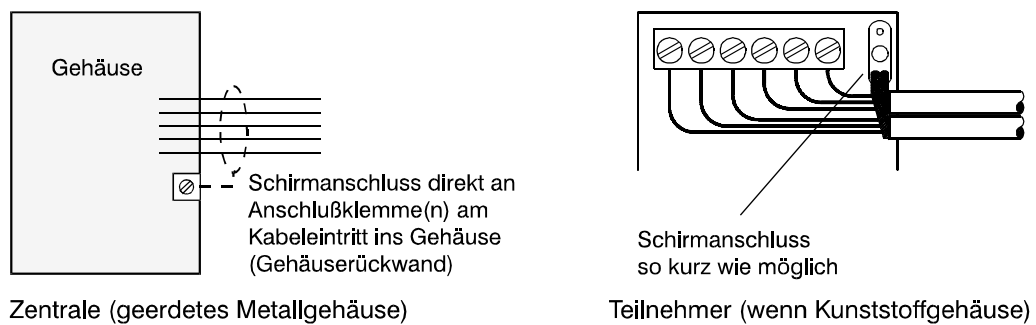 Gehäuse
Schirmanschluss direkt an
Anschlußklemme(n) am
Kabeleintritt ins Gehäuse
(Gehäuserückwand)
Zentrale (geerdetes Metallgehäuse)
Schirmanschluss
so kurz wie möglich
Teilnehmer (wenn Kunststoffgehäuse)